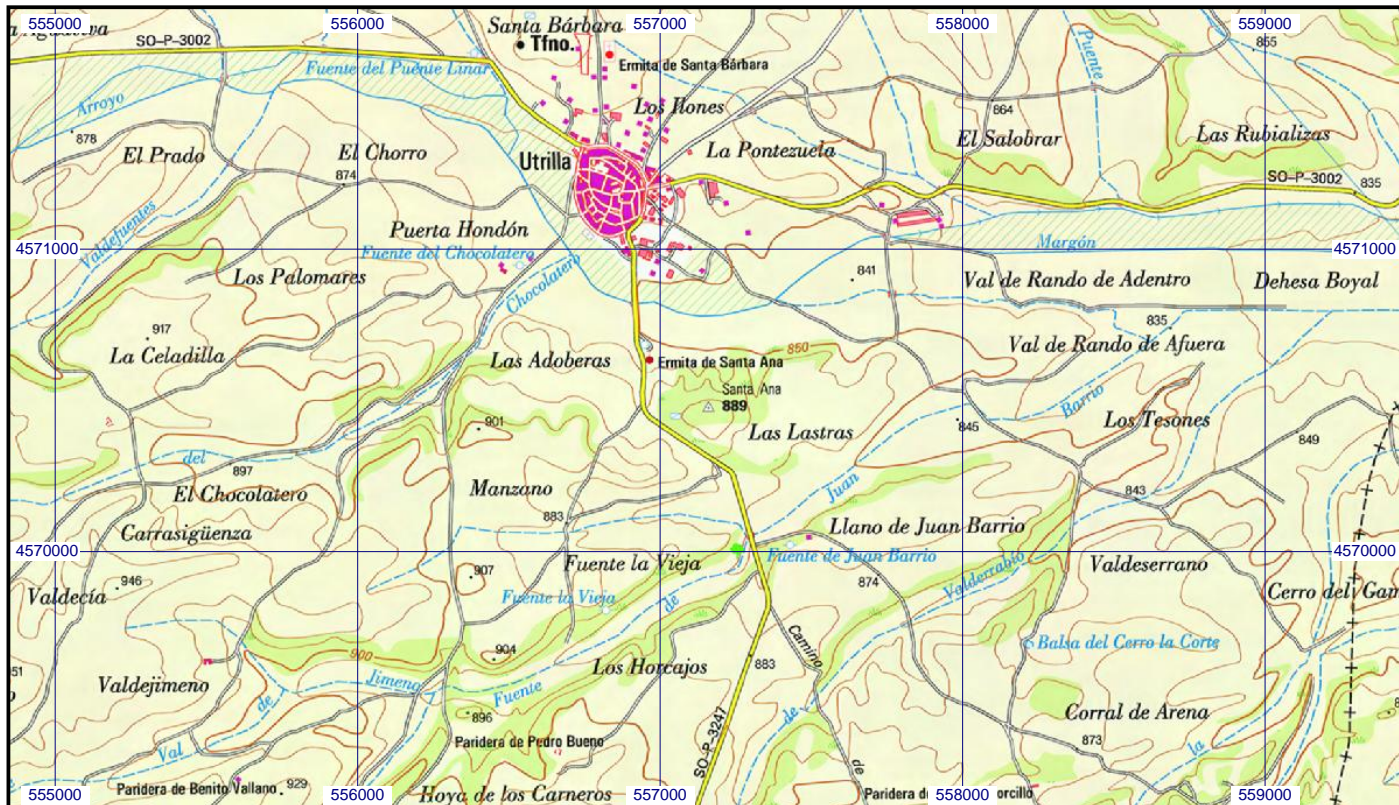 555000
556000
557000
558000
559000
Santa Bárbara
Tfno.
SO-P-3002
Ermita de Santa Bárbara
Fuente del Puente Linar
Puente
855
Arroyo
Los Hones
864
878
El Prado
El Chorro
Utrilla
La Pontezuela
El Salobrar
Las Rubializas
874
SO-P-3002
835
Valdefuentes
Puerta Hondón
4571000
Fuente del Chocolatero
Margón
4571000
Los Palomares
Chocolatero
841
Val de Rando de Adentro
Dehesa Boyal
917
835
La Celadilla
Las Adoberas
850
Val de Rando de Afuera
Ermita de Santa Ana
Santa Ana
889
Barrio
901
Las Lastras
845
Los Tesones
849
del
897
El Chocolatero
Manzano
Juan
843
Carrasigüenza
883
Llano de Juan Barrio
4570000
Fuente la Vieja
Fuente de Juan Barrio
4570000
946
907
874
Valderrabio
Valdeserrano
Valdecía
Fuente la Vieja
de
Cerro del Gam
Camino
Balsa del Cerro la Corte
900
904
Los Horcajos
883
951
Valdejimeno
de
Jimeno
Fuente
896
de
Corral de Arena
Val
Paridera de Pedro Bueno
SO-P-3247
873
la
Paridera de Benito Vallano
929
Hoya de los Carneros
de
Paridera d
orcillo
555000
556000
557000
558000
559000